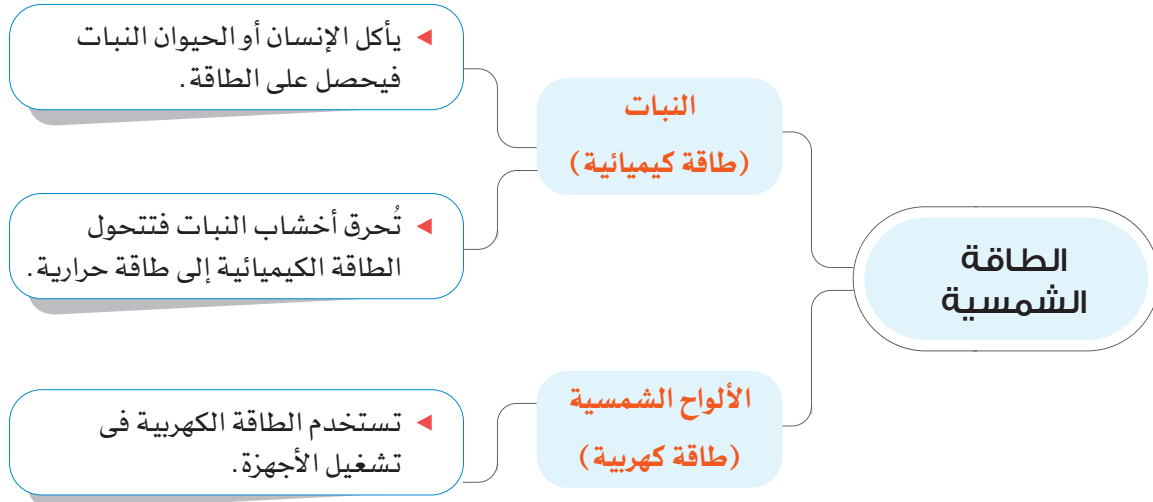 الطاقة
الشمسية
النبات
(طاقة كيميائية)
يأكل الإنسان أو الحيوان النبات
فيحصل على الطاقة.
تُحرق أخشاب النبات فتتحول
الطاقة الكيميائية إلى طاقة حرارية.
الألواح الشمسية
(طاقة كهربية)
تستخدم الطاقة الكهربية فى
تشغيل الأجهزة.